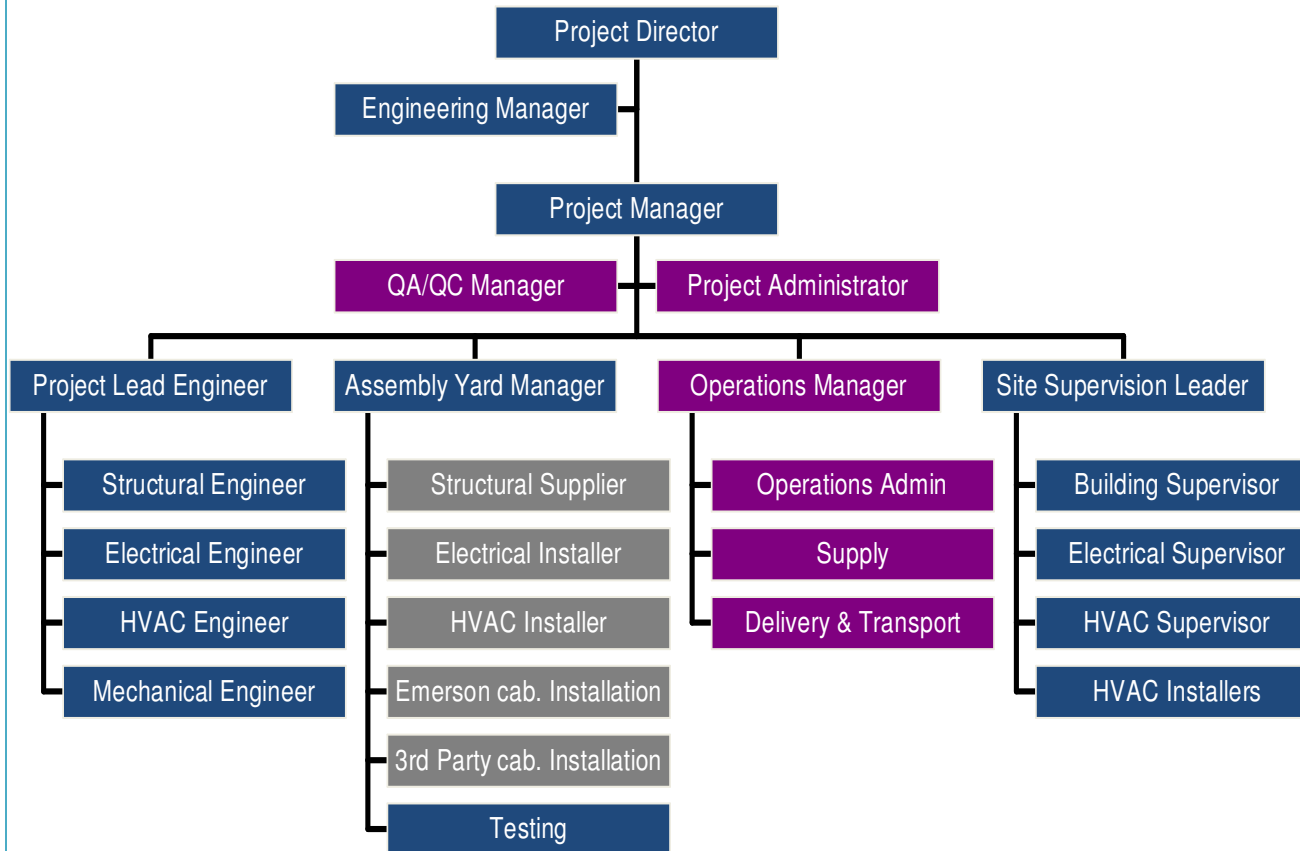 Project Director
Engineering Manager
Project Manager
QA/QC Manager
Project Administrator
Project Lead Engineer
Assembly Yard Manager
Operations Manager
Site Supervision Leader
Structural Engineer
Electrical Engineer
HVAC Engineer
Mechanical Engineer
Structural Supplier
Electrical Installer
HVAC Installer
Emerson cab. Installation
3rd Party cab. Installation
Testing
Operations Admin
Supply
Delivery & Transport
Building Supervisor
Electrical Supervisor
HVAC Supervisor
HVAC Installers